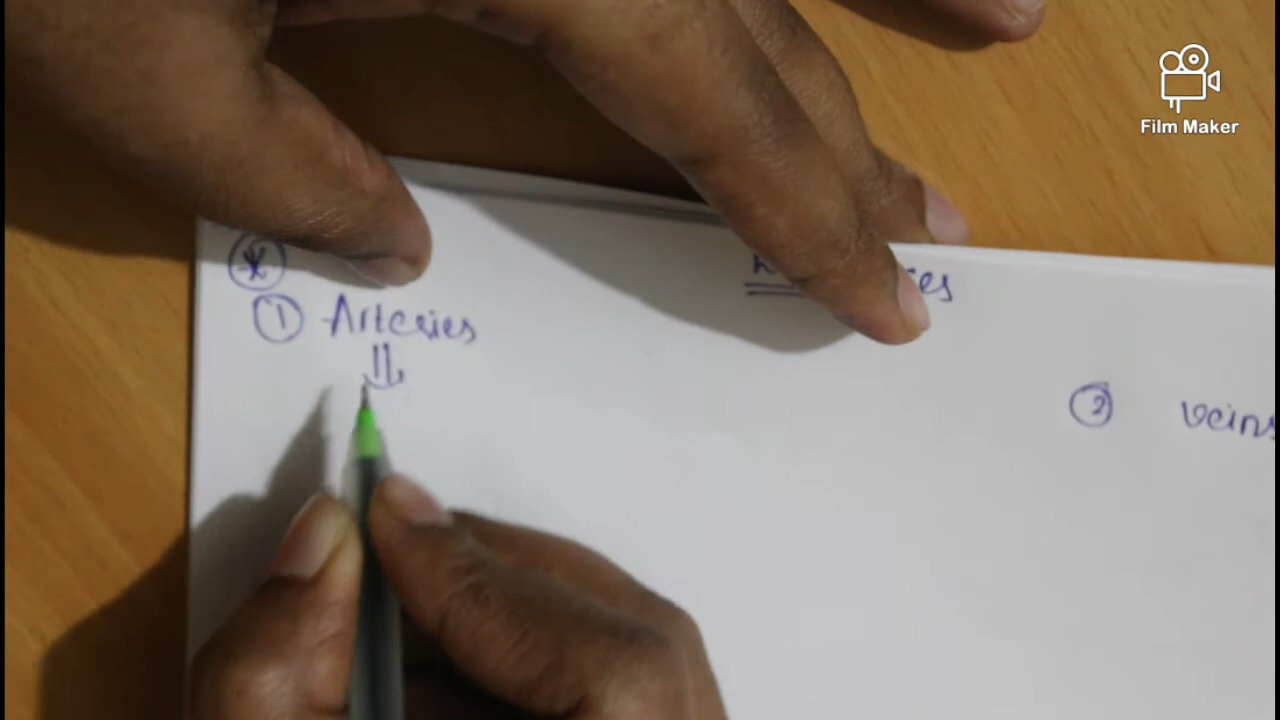 Film Maker
① Arteries
② veins